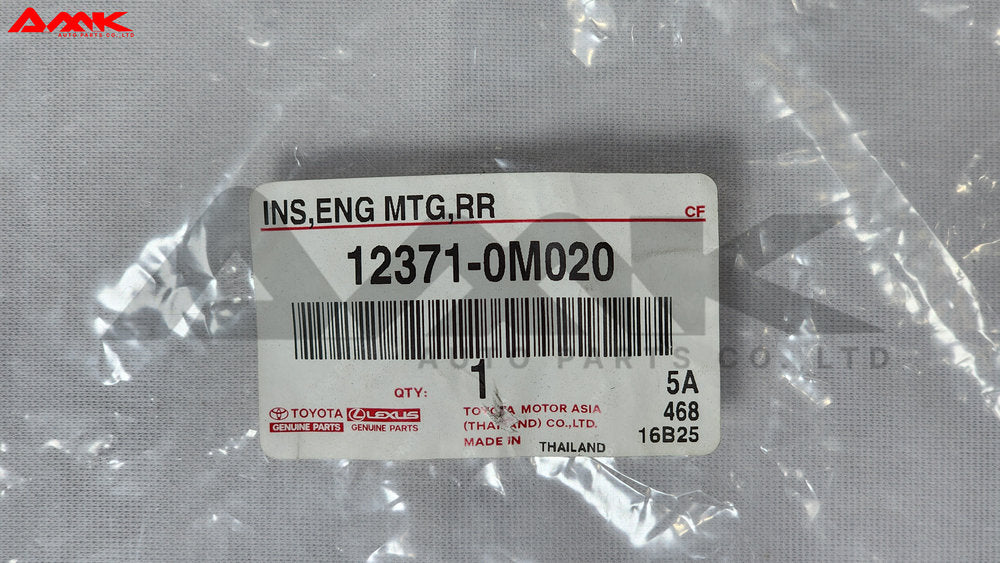 AMK
AUTO PARTS CO.,LTD
INS,ENG MTG,RR
CF
12371-0M020
AMK
AUTO PARTS CO., LTD
QTY: 1
5A
TOYOTA LEXUS
GENUINE PARTS GENUINE PARTS
TOYOTA MOTOR ASIA
(THAILAND) CO.,LTD.
MADE IN THAILAND
468
16B25